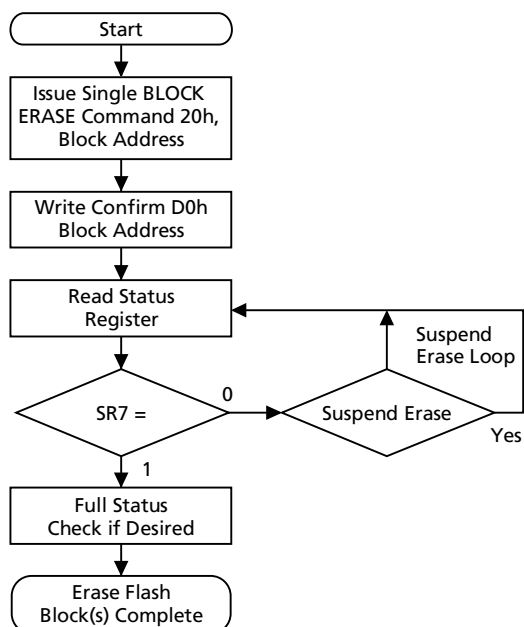 Start
Issue Single BLOCK
ERASE Command 20h,
Block Address
Write Confirm D0h
Block Address
Read Status
Register
Suspend
Erase Loop
SR7 =
0
Suspend Erase
Yes
1
Full Status
Check if Desired
Erase Flash
Block(s) Complete